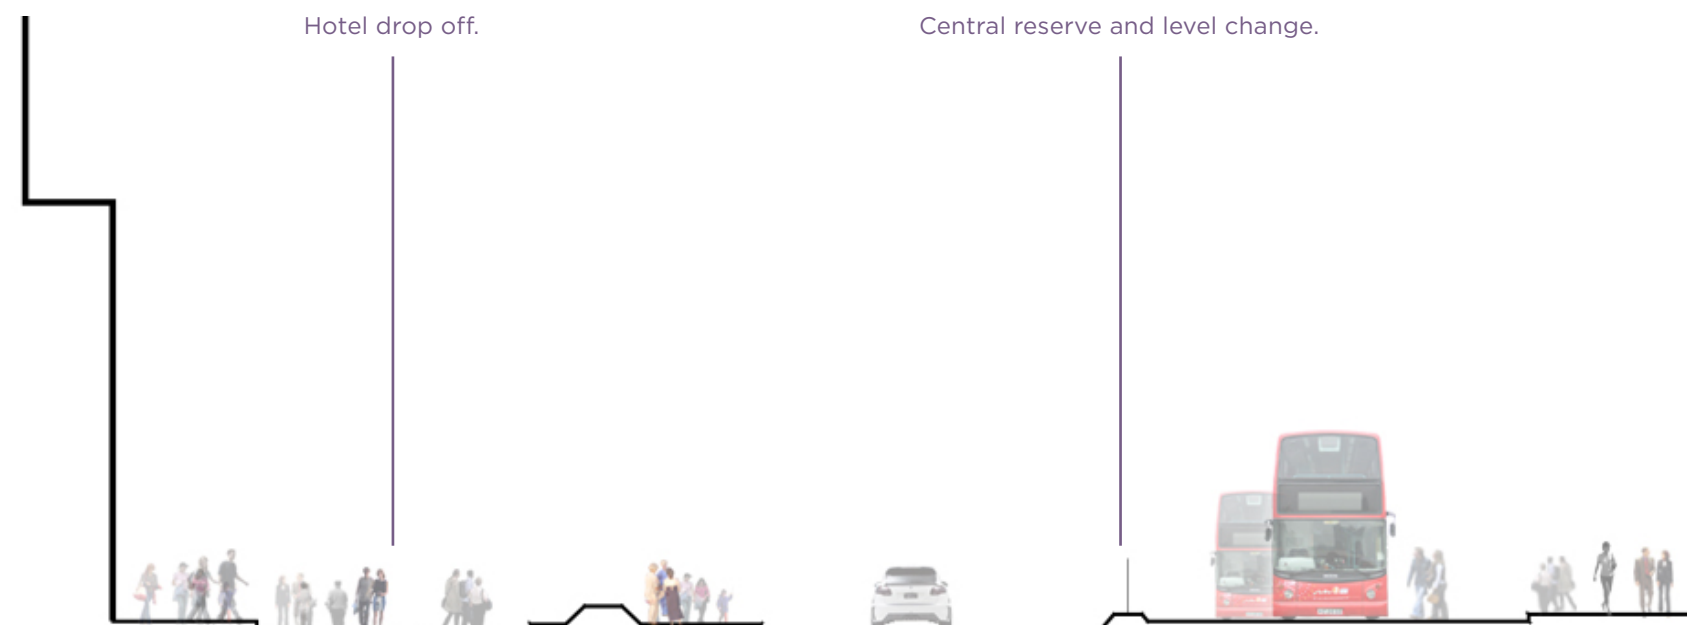 Hotel drop off.
Central reserve and level change.